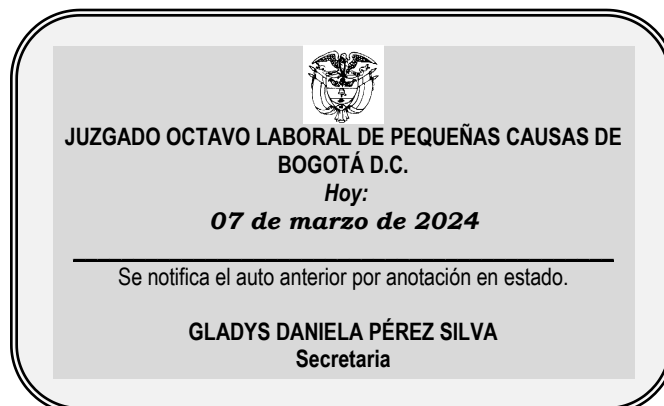 JUZGADO OCTAVO LABORAL DE PEQUEÑAS CAUSAS DE
BOGOTÁ D.C.
Hoy:
07 de marzo de 2024
Se notifica el auto anterior por anotación en estado.
GLADYS DANIELA PÉREZ SILVA
Secretaria